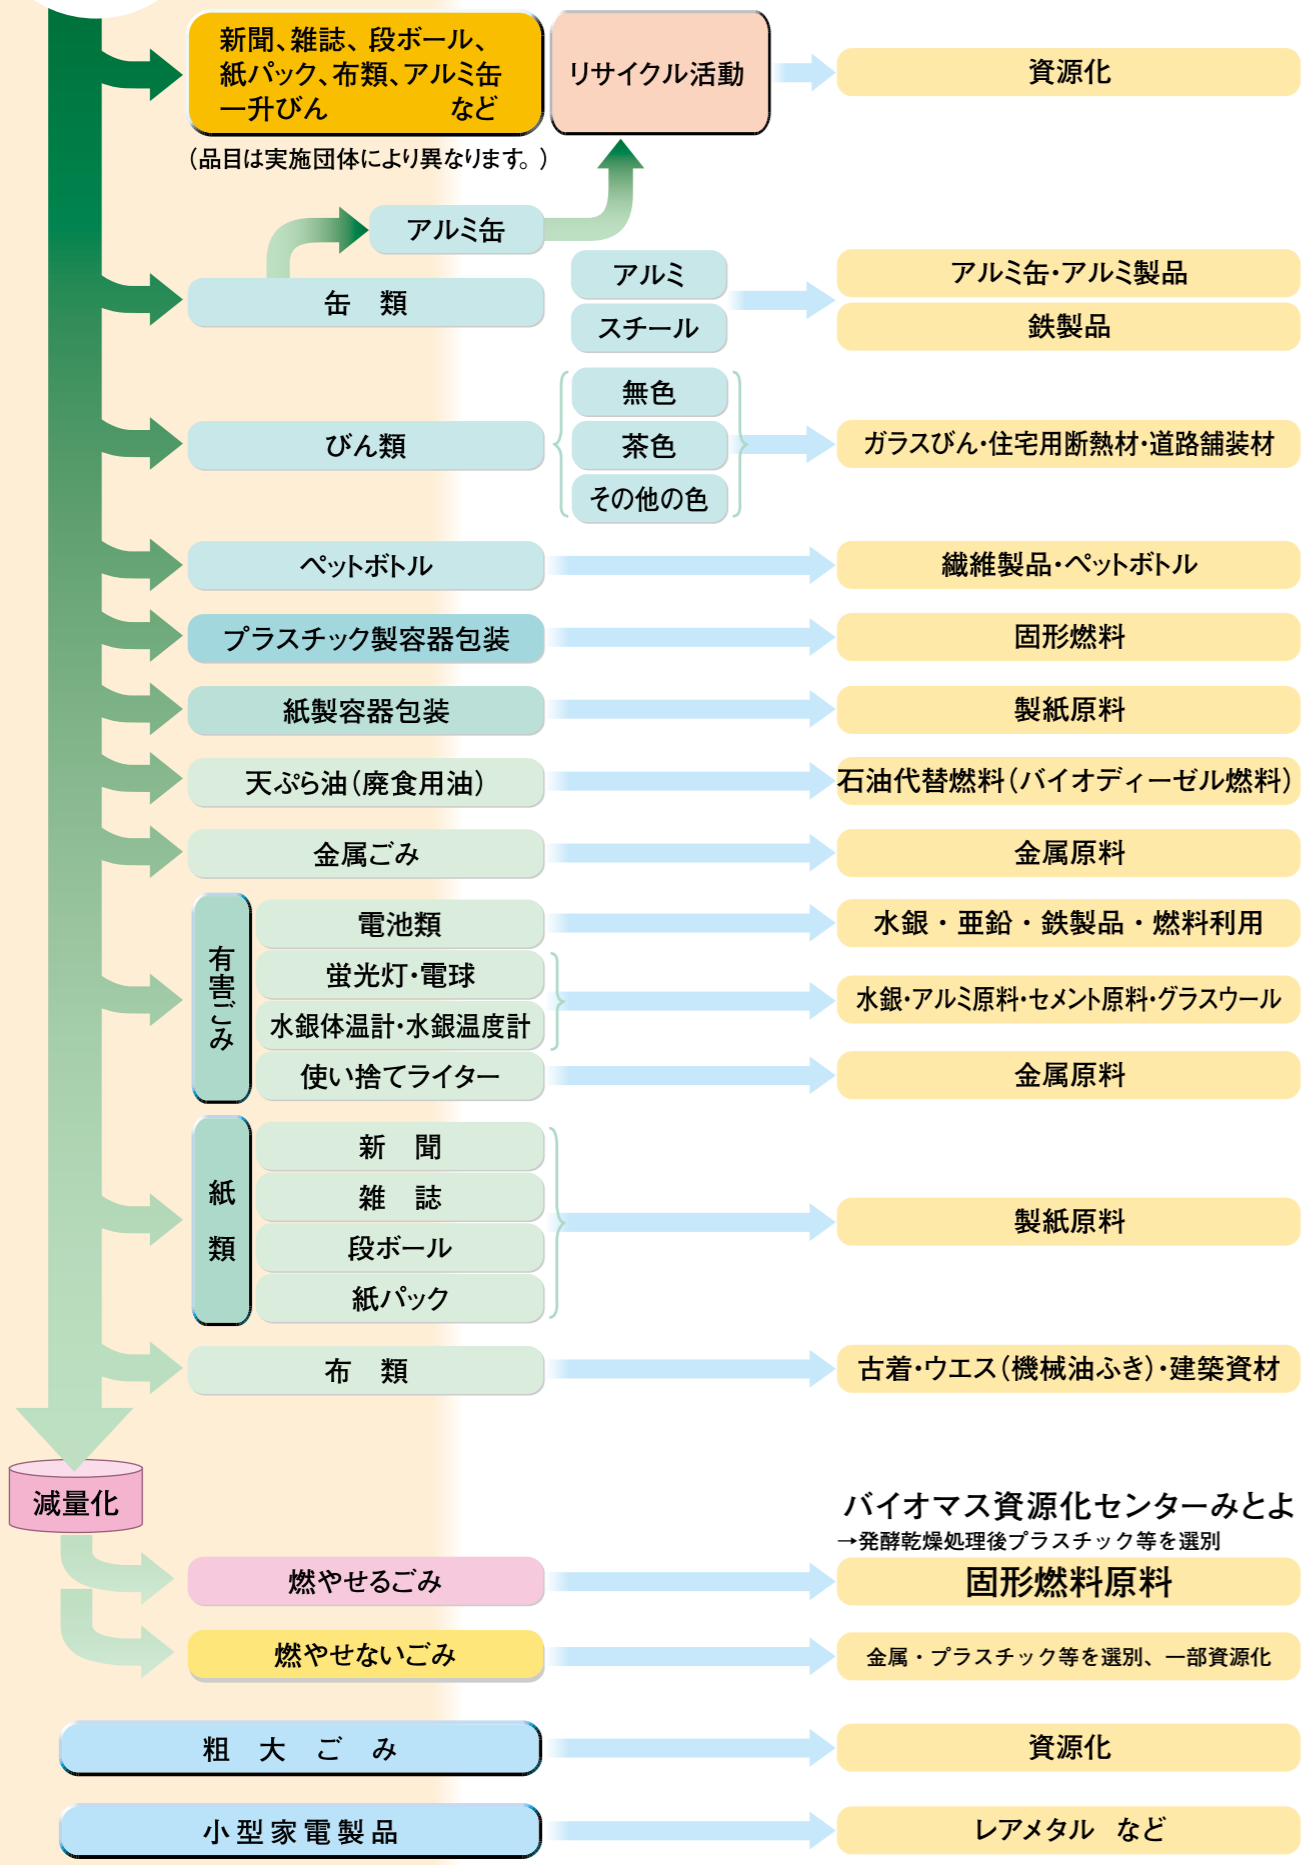 新聞、雑誌、段ボール、
紙パック、布類、アルミ缶
一升びん　　　　など
リサイクル活動
資源化
（品目は実施団体により異なります。）
アルミ缶
缶　類
アルミ
スチール
アルミ缶・アルミ製品
鉄製品
びん類
無色
茶色
その他の色
ガラスびん・住宅用断熱材・道路舗装材
ペットボトル
繊維製品・ペットボトル
プラスチック製容器包装
固形燃料
紙製容器包装
製紙原料
天ぷら油（廃食用油）
石油代替燃料（バイオディーゼル燃料）
金属ごみ
金属原料
有害ごみ
電池類
水銀・亜鉛・鉄製品・燃料利用
蛍光灯・電球
水銀体温計・水銀温度計
水銀・アルミ原料・セメント原料・グラスウール
使い捨てライター
金属原料
紙類
新　聞
雑　誌
段ボール
紙パック
製紙原料
布　類
古着・ウエス（機械油ふき）・建築資材
減量化
バイオマス資源化センターみとよ
→発酵乾燥処理後プラスチック等を選別
燃やせるごみ
固形燃料原料
燃やせないごみ
金属・プラスチック等を選別、一部資源化
粗　大　ご　み
資源化
小型家電製品
レアメタル　など